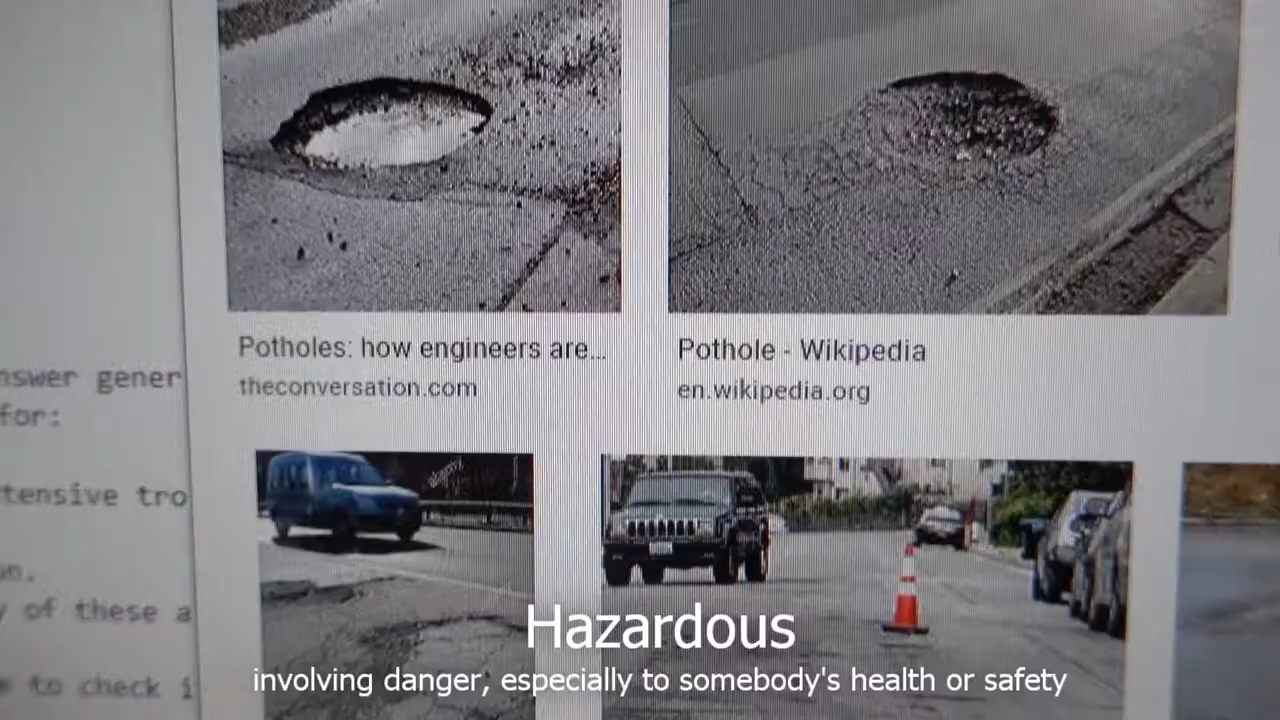 Potholes: how engineers are...
theconversation.com
Pothole - Wikipedia
en.wikipedia.org
nswer gener
for:
tensive tro
on.
y of these a
to check i
Hazardous
involving danger, especially to somebody's health or safety